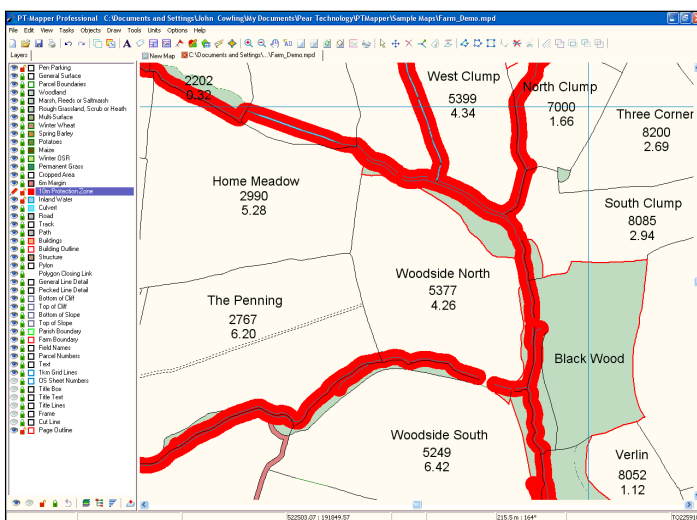 PT-Mapper Professional C:\Documents and Settings\John Cowling\My Documents\Pear Technology\PTMapper\Sample Maps\Farm_Demo.mpd
File Edit View Tasks Objects Draw Tools Units Options Help
Layers
New Map
C:\Documents and Settings\...\Farm_Demo.mpd
Pen Parking
General Surface
Parcel Boundaries
Woodland
Marsh, Reeds or Saltmarsh
Rough Grassland, Scrub or Heath
Multi-Surface
Winter Wheat
Spring Barley
Potatoes
Maize
Winter OSR
Permanent Grass
Cropped Area
6m Margin
10m Protection Zone
Inland Water
Culvert
Road
Track
Path
Buildings
Building Outline
Structure
Pylon
Polygon Closing Link
General Line Detail
Pecked Line Detail
Bottom of Cliff
Top of Cliff
Bottom of Slope
Top of Slope
Parish Boundary
Farm Boundary
Field Names
Parcel Numbers
Text
1km Grid Lines
OS Sheet Numbers
Title Box
Title Text
Title Lines
Frame
Cut Line
Page Outline
2202
0.32
West Clump
5399
4.34
North Clump
7000
1.66
Three Corner
8200
2.69
Home Meadow
2990
5.28
South Clump
8085
2.94
Woodside North
5377
4.26
The Penning
2767
6.20
Black Wood
Woodside South
5249
6.42
Verlin
8052
1.12
522503.07 : 191849.57
215.5 m : 164°